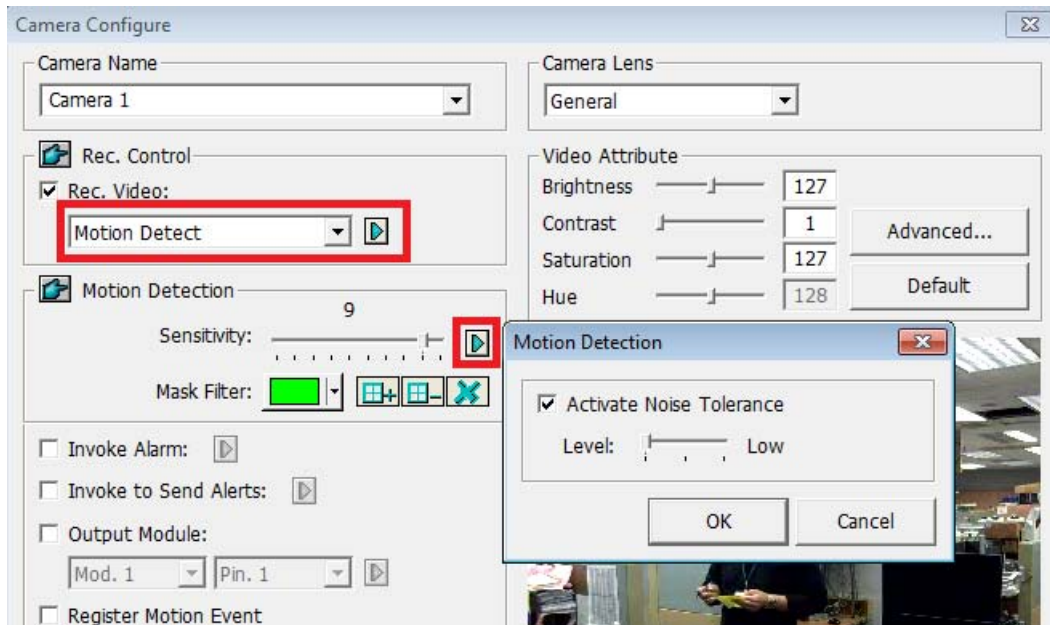 Camera Configure
Camera Name
Camera 1
Rec. Control
Rec. Video:
Motion Detect
Motion Detection
9
Sensitivity:
Mask Filter:
Invoke Alarm:
Invoke to Send Alerts:
Output Module:
Mod. 1 Pin. 1
Register Motion Event
Camera Lens
General
Video Attribute
Brightness 127
Contrast 1
Saturation 127
Hue 128
Advanced...
Default
Motion Detection
Activate Noise Tolerance
Level: Low
OK Cancel